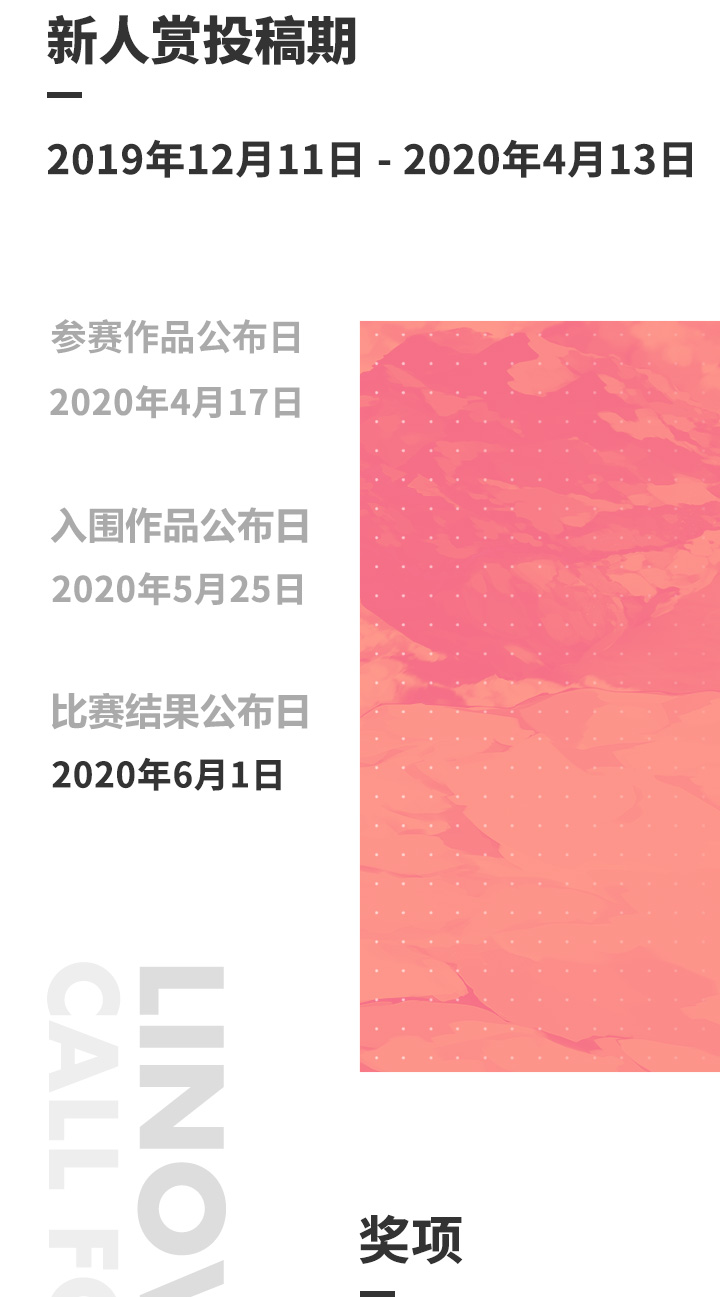 新人赏投稿期
2019年12月11日 - 2020年4月13日
参赛作品公布日
2020年4月17日
入围作品公布日
2020年5月25日
比赛结果公布日
2020年6月1日
LINOV
CALL FO
奖项